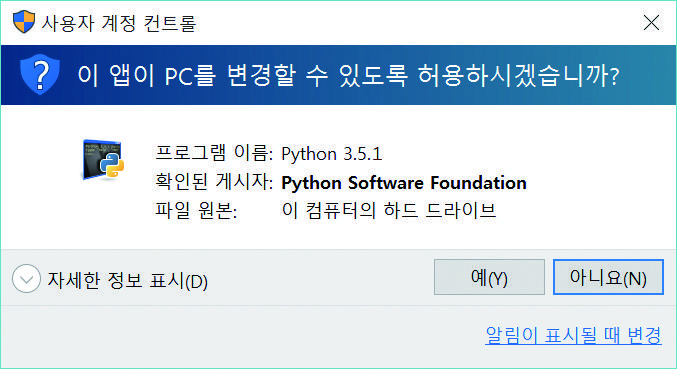 사용자 계정 컨트롤
이 앱이 PC를 변경할 수 있도록 허용하시겠습니까?
프로그램 이름: Python 3.5.1
확인된 게시자: Python Software Foundation
파일 원본: 이 컴퓨터의 하드 드라이브
자세한 정보 표시(D) 예(Y) 아니요(N)
알림이 표시될 때 변경